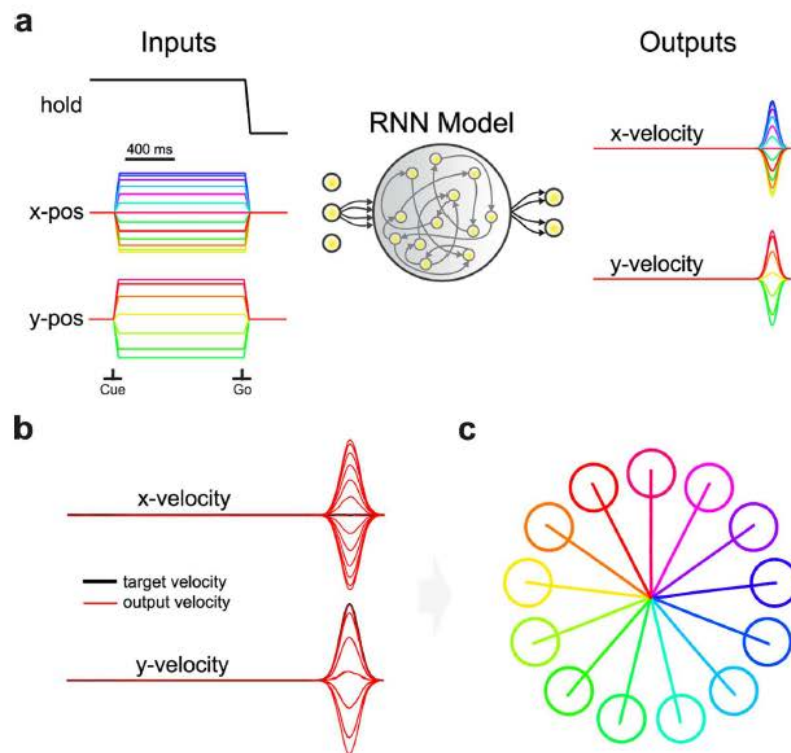 a
Inputs
Outputs
hold
RNN Model
400 ms
x-velocity
x-pos
y-velocity
y-pos
Cue
Go
b
c
x-velocity
target velocity
output velocity
y-velocity